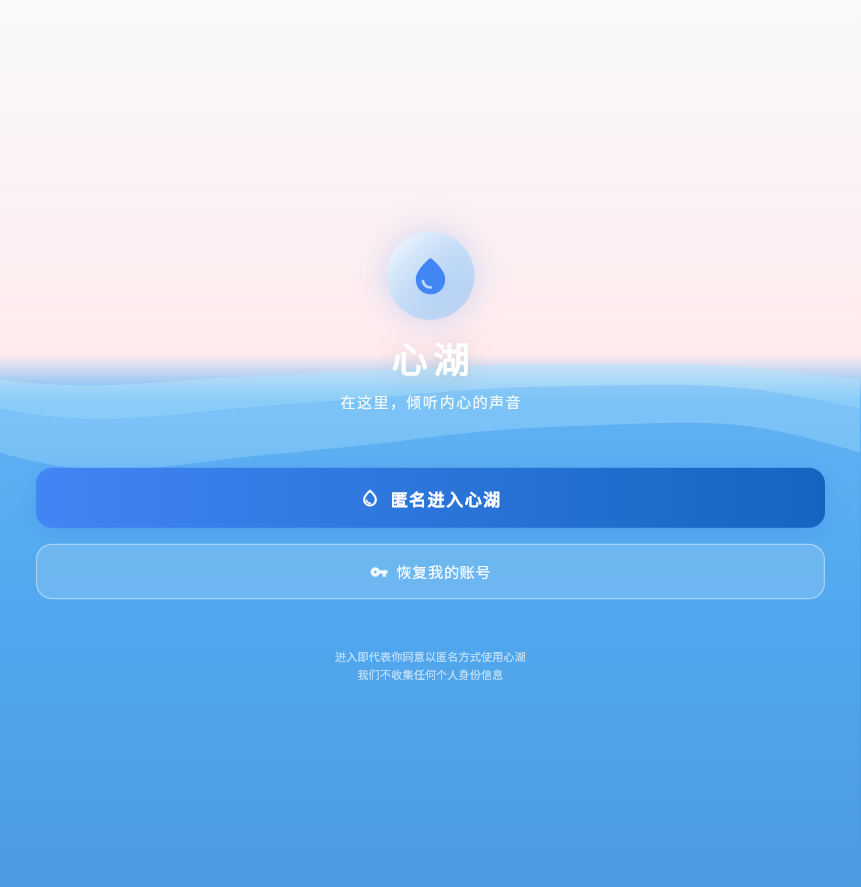 心湖
在这里，倾听内心的声音
匿名进入心湖
恢复我的账号
进入即代表你同意以匿名方式使用心湖
我们不收集任何个人身份信息